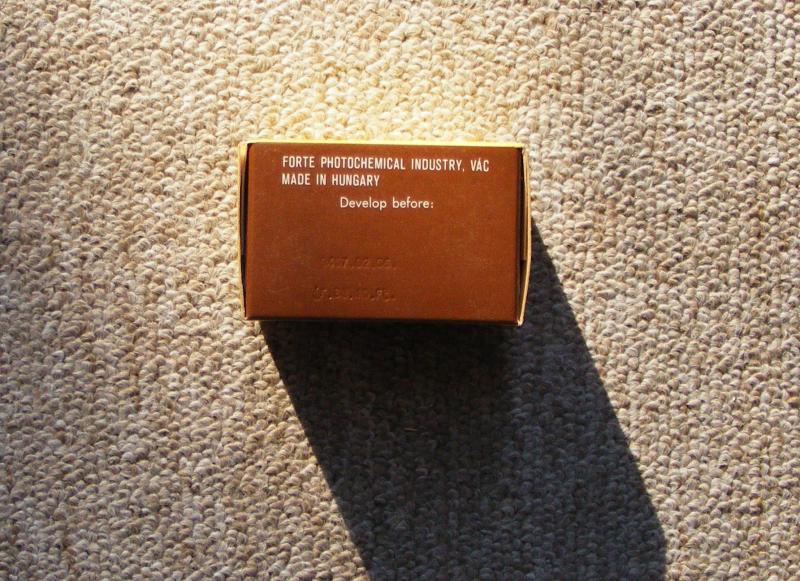 FORTE PHOTOCHEMICAL INDUSTRY, VÁC
MADE IN HUNGARY
Develop before: